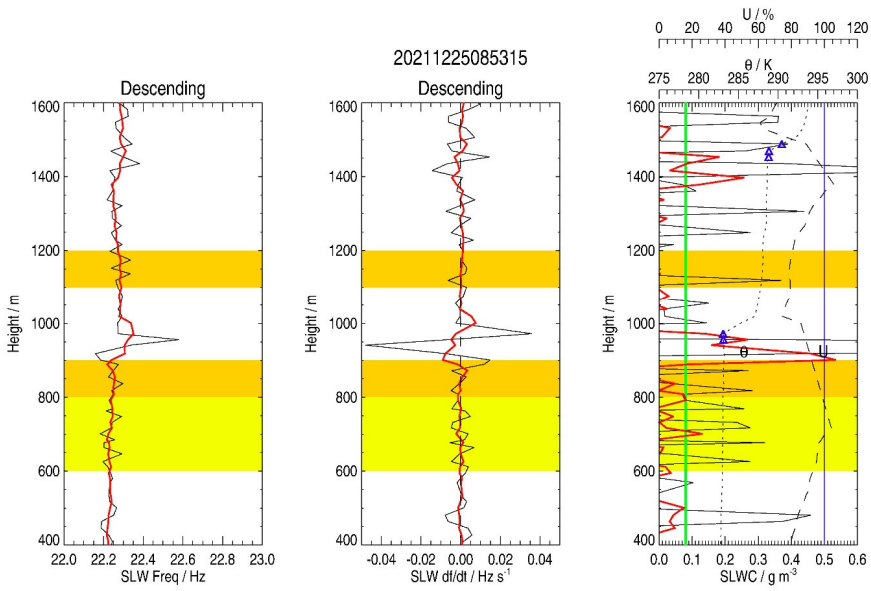 U / %
0 20 40 60 80 100 120
20211225085315
θ / K
Descending
Descending
275 280 285 290 295 300
1600
1400
1200
1000
800
600
400
Height / m
22.0 22.2 22.4 22.6 22.8 23.0
SLW Freq / Hz
1600
1400
1200
1000
800
600
400
Height / m
-0.04 -0.02 0.00 0.02 0.04
SLW df/dt / Hz s⁻¹
1600
1400
1200
1000
800
600
400
Height / m
θ U
0.0 0.1 0.2 0.3 0.4 0.5 0.6
SLWC / g m⁻³